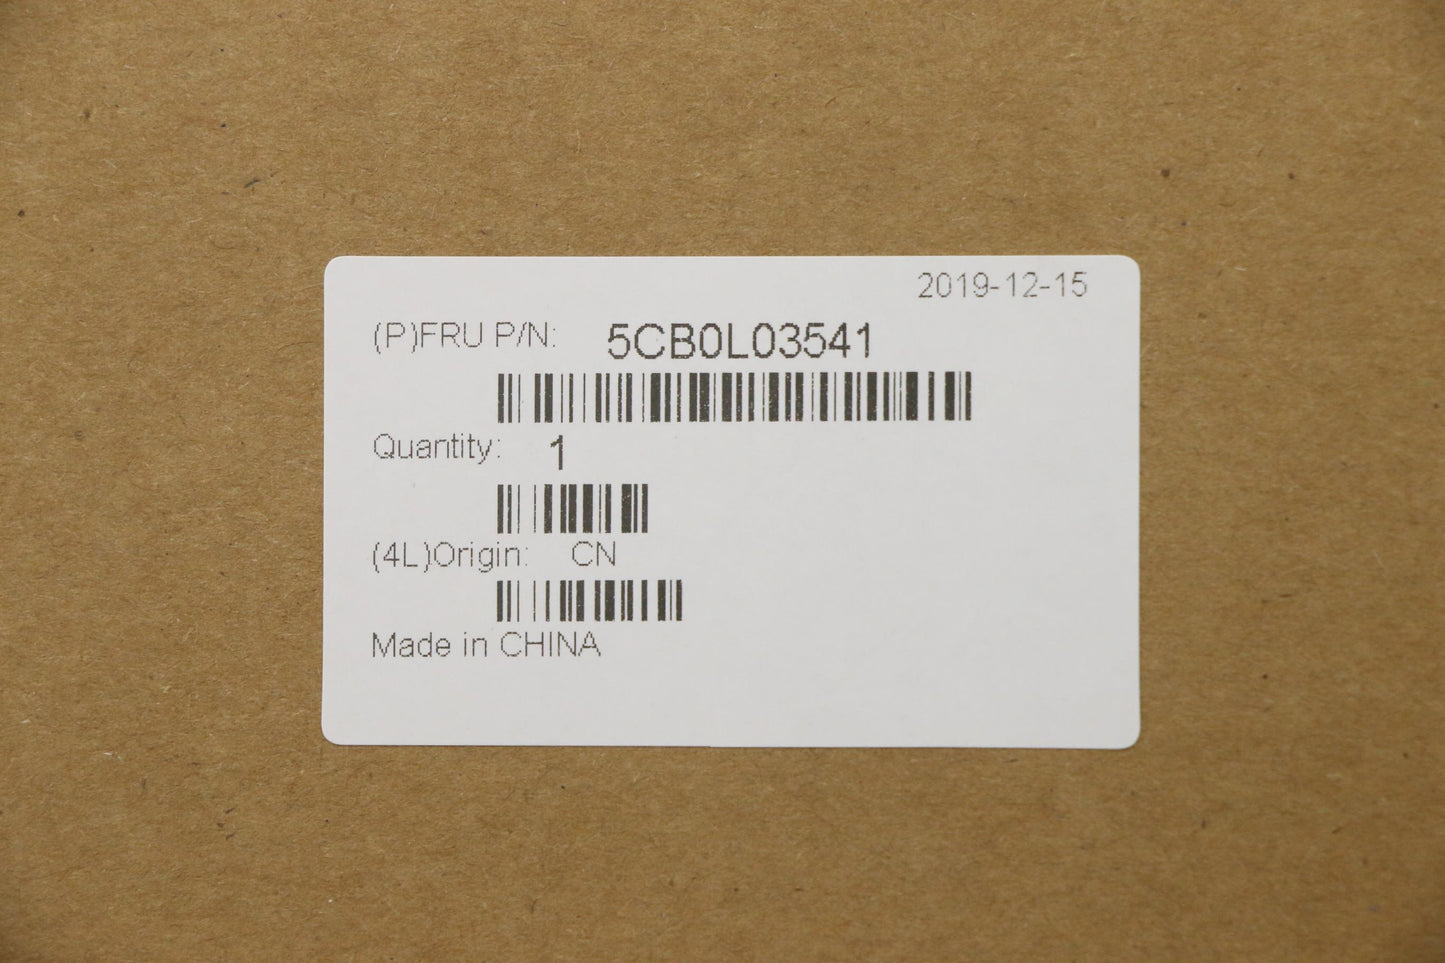 2019-12-15
(P)FRU P/N: 5CB0L03541
Quantity: 1
(4L)Origin: CN
Made in CHINA